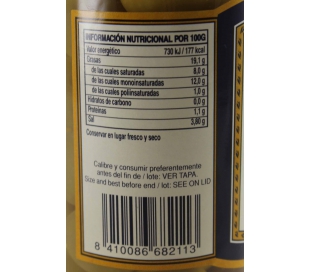 INFORMACIÓN NUTRICIONAL POR 100G
Valor energético 730 kJ / 177 kcal
Grasas 19,1 g
de las cuales saturadas 6,0 g
de las cuales monoinsaturadas 12,0 g
de las cuales poliinsaturadas 1,0 g
Hidratos de carbono 0,0 g
Proteínas 1,1 g
Sal 3,60 g
Conservar en lugar fresco y seco
Calibre y consumir preferentemente
antes del fin de / lote: VER TAPA.
Size and best before end / lot: SEE ON LID
8 410086 682113